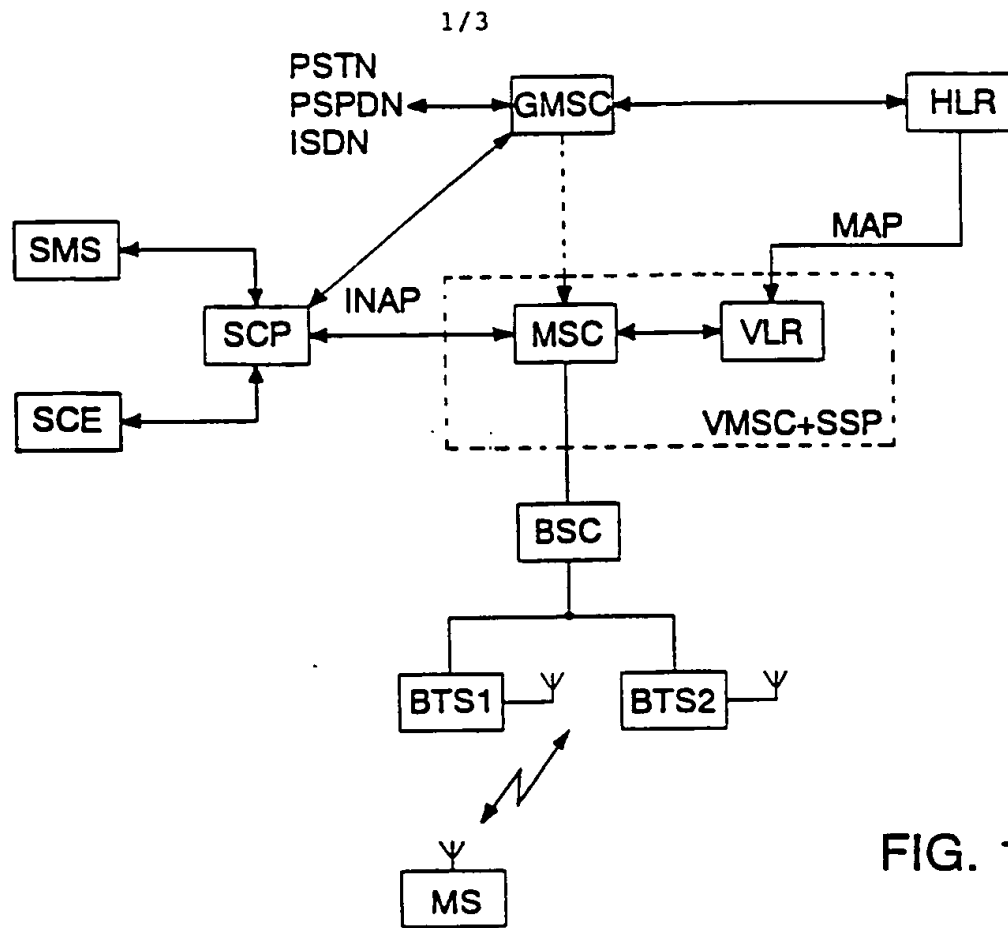 1/3
PSTN
PSPDN
ISDN
GMSC
HLR
SMS
MAP
INAP
SCP
MSC
VLR
SCE
VMSC+SSP
BSC
BTS1
BTS2
MS
FIG.